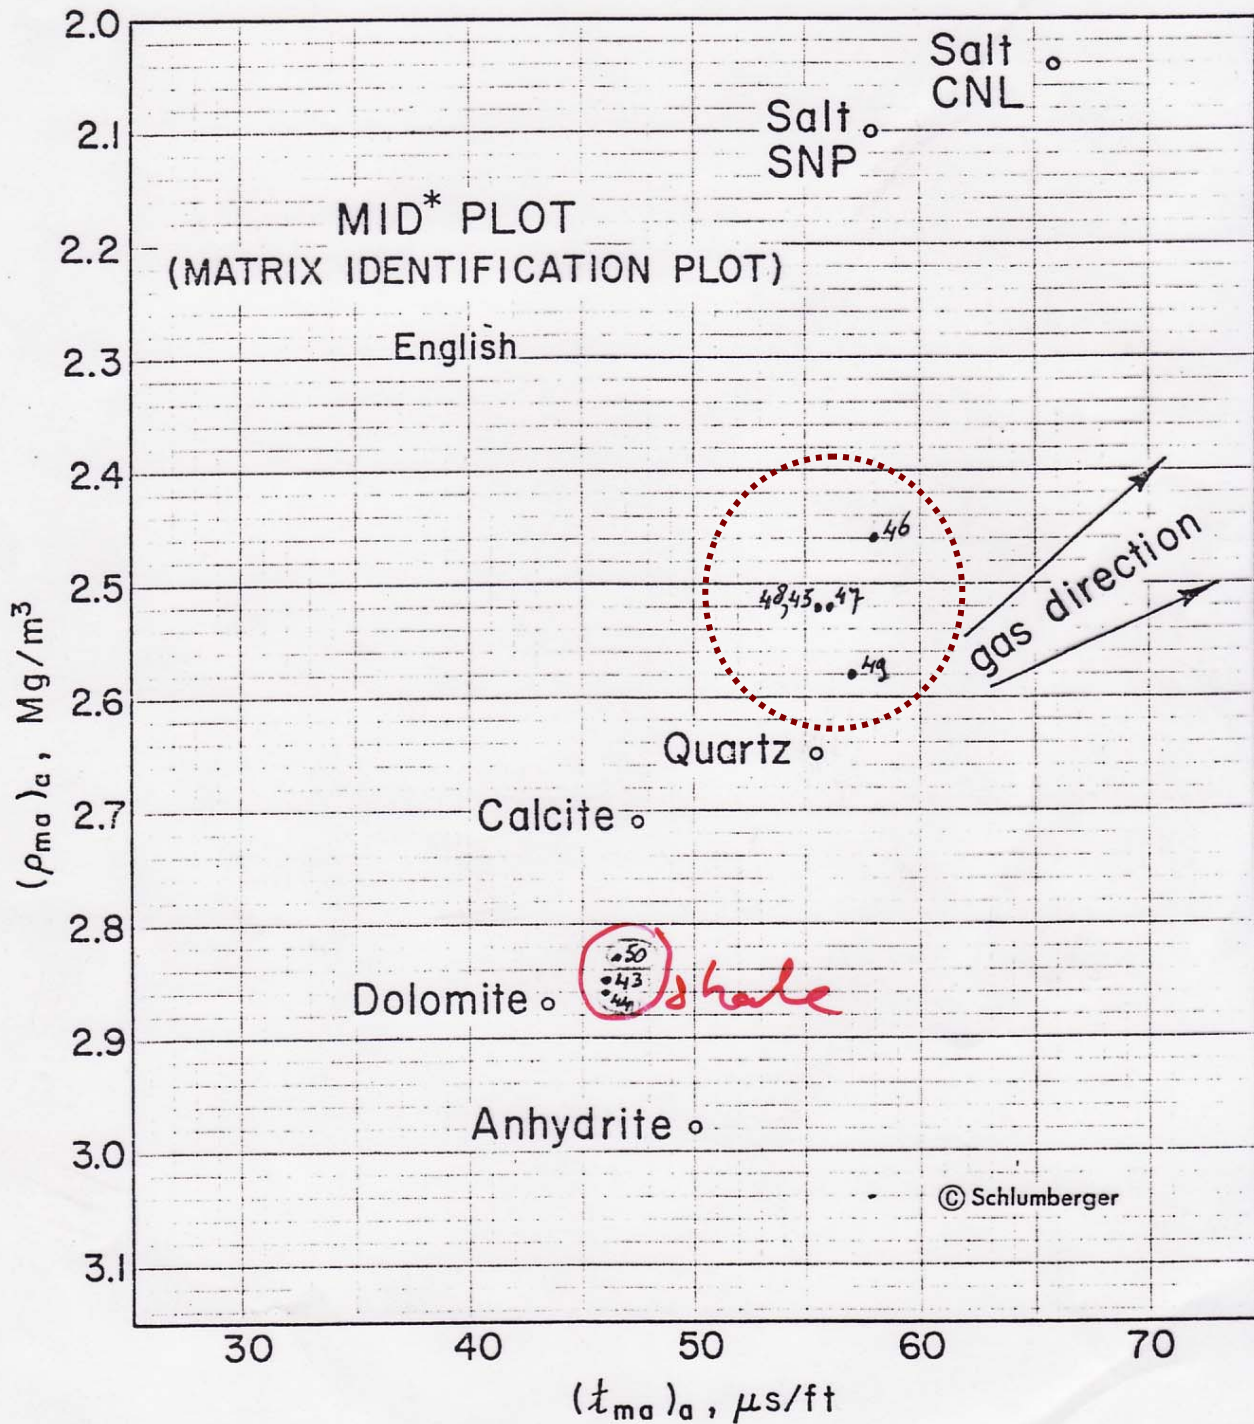 2.0
Salt
CNL
Salt
SNP
2.1
MID* PLOT
2.2
(MATRIX IDENTIFICATION PLOT)
English
2.3
2.4
46
2.5
48,45 47
gas direction
49
2.6
Quartz
Calcite
2.7
2.8
50
43
44
shale
Dolomite
2.9
Anhydrite
3.0
© Schlumberger
3.1
30 40 50 60 70
(ρma)a, Mg/m³
(tma)a, μs/ft